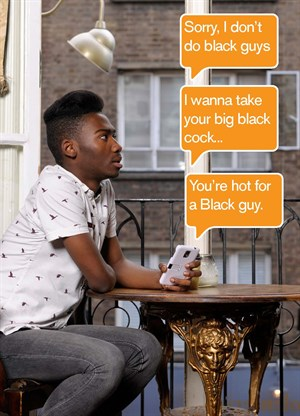 Sorry, I don't
do black guys
I wanna take
your big black
cock...
You're hot for
a Black guy.